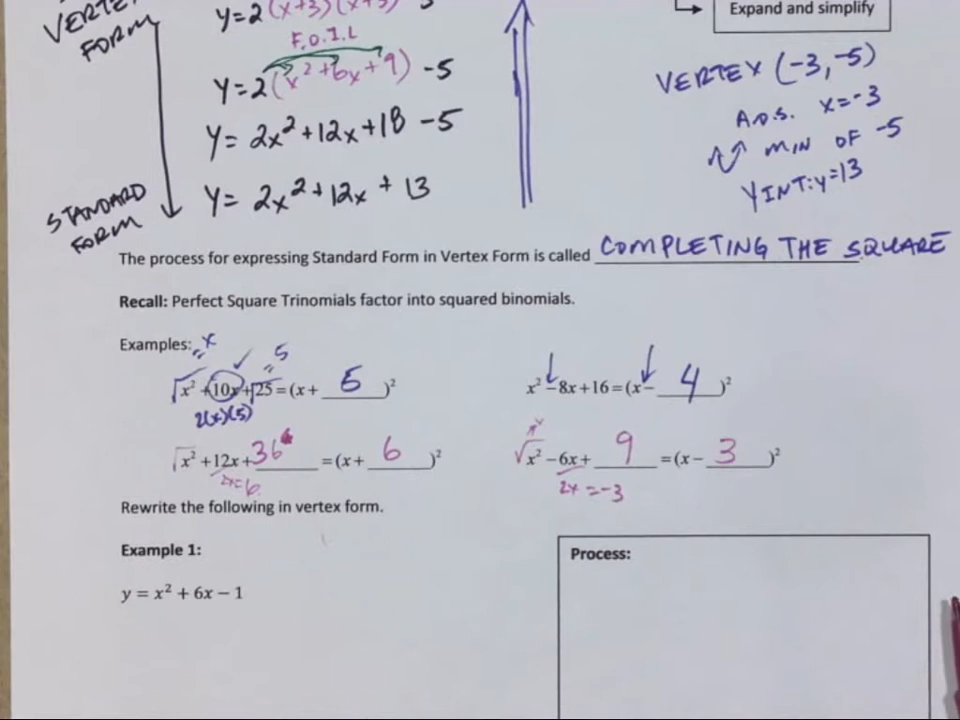 VERTEX FORM
y=2(x+3)(x+3) - 5
Expand and simplify
F.O.I.L
y=2(x²+6x+9) -5
VERTEX (-3,-5)
y= 2x²+12x+18 -5
A.O.S. x=-3
MIN OF -5
y= 2x²+12x+13
Y INT: y=13
STANDARD FORM
The process for expressing Standard Form in Vertex Form is called COMPLETING THE SQUARE
Recall: Perfect Square Trinomials factor into squared binomials.
Examples: x 5
√x² + 10x + √25 = (x + 5)²
x² − 8x + 16 = (x − 4)²
2(x)(5)
√x² + 12x + 36 = (x + 6)²
x
√x² − 6x + 9 = (x − 3)²
2x = 6
2x = -3
Rewrite the following in vertex form.
Example 1:
Process:
y = x² + 6x − 1